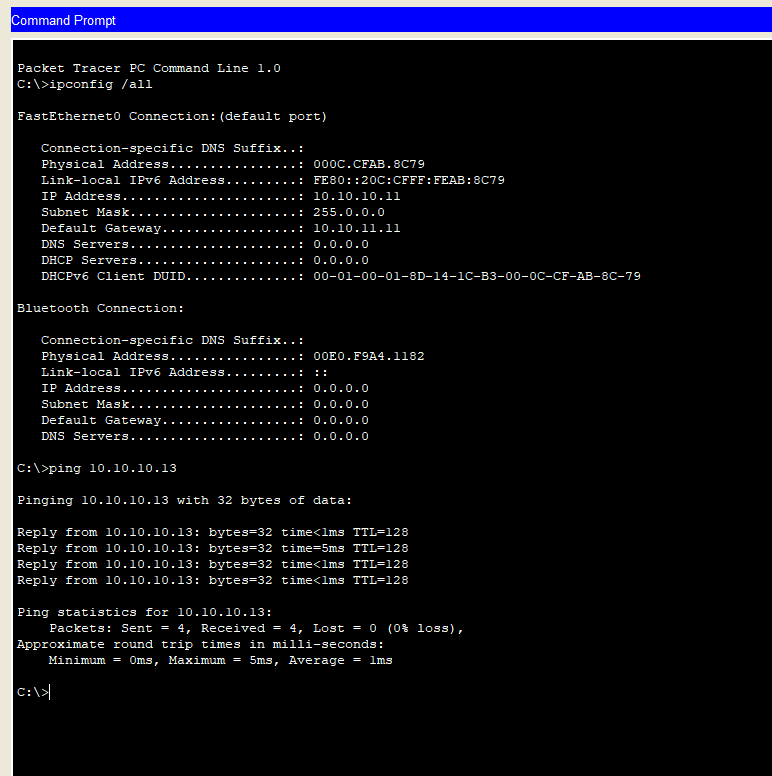 Command Prompt
Packet Tracer PC Command Line 1.0
C:\>ipconfig /all
FastEthernet0 Connection:(default port)
Connection-specific DNS Suffix..:
Physical Address................: 000C.CFAB.8C79
Link-local IPv6 Address.........: FE80::20C:CFFF:FEAB:8C79
IP Address......................: 10.10.10.11
Subnet Mask.....................: 255.0.0.0
Default Gateway.................: 10.10.11.11
DNS Servers.....................: 0.0.0.0
DHCP Servers....................: 0.0.0.0
DHCPv6 Client DUID..............: 00-01-00-01-8D-14-1C-B3-00-0C-CF-AB-8C-79
Bluetooth Connection:
Connection-specific DNS Suffix..:
Physical Address................: 00E0.F9A4.1182
Link-local IPv6 Address.........: ::
IP Address......................: 0.0.0.0
Subnet Mask.....................: 0.0.0.0
Default Gateway.................: 0.0.0.0
DNS Servers.....................: 0.0.0.0
C:\>ping 10.10.10.13
Pinging 10.10.10.13 with 32 bytes of data:
Reply from 10.10.10.13: bytes=32 time<1ms TTL=128
Reply from 10.10.10.13: bytes=32 time=5ms TTL=128
Reply from 10.10.10.13: bytes=32 time<1ms TTL=128
Reply from 10.10.10.13: bytes=32 time<1ms TTL=128
Ping statistics for 10.10.10.13:
Packets: Sent = 4, Received = 4, Lost = 0 (0% loss),
Approximate round trip times in milli-seconds:
Minimum = 0ms, Maximum = 5ms, Average = 1ms
C:\>